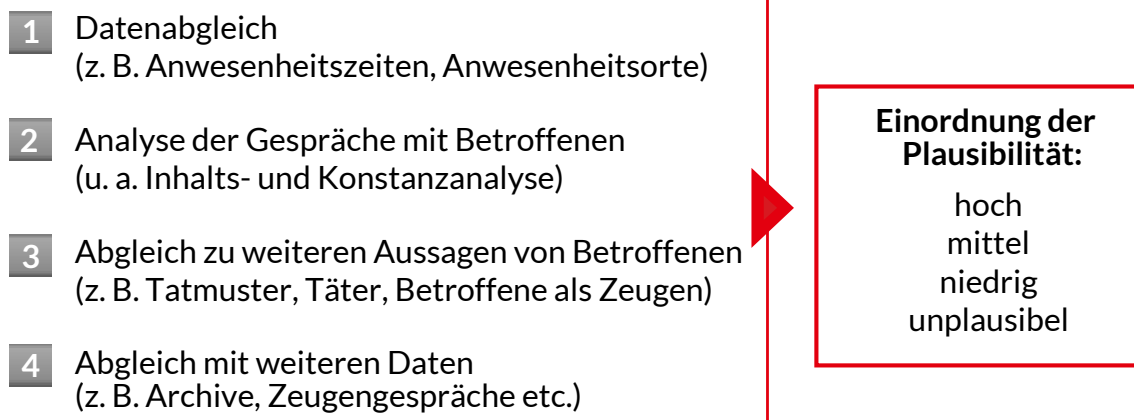 1 Datenabgleich
(z. B. Anwesenheitszeiten, Anwesenheitsorte)
2 Analyse der Gespräche mit Betroffenen
(u. a. Inhalts- und Konstanzanalyse)
3 Abgleich zu weiteren Aussagen von Betroffenen
(z. B. Tatmuster, Täter, Betroffene als Zeugen)
4 Abgleich mit weiteren Daten
(z. B. Archive, Zeugengespräche etc.)
Einordnung der
Plausibilität:
hoch
mittel
niedrig
unplausibel